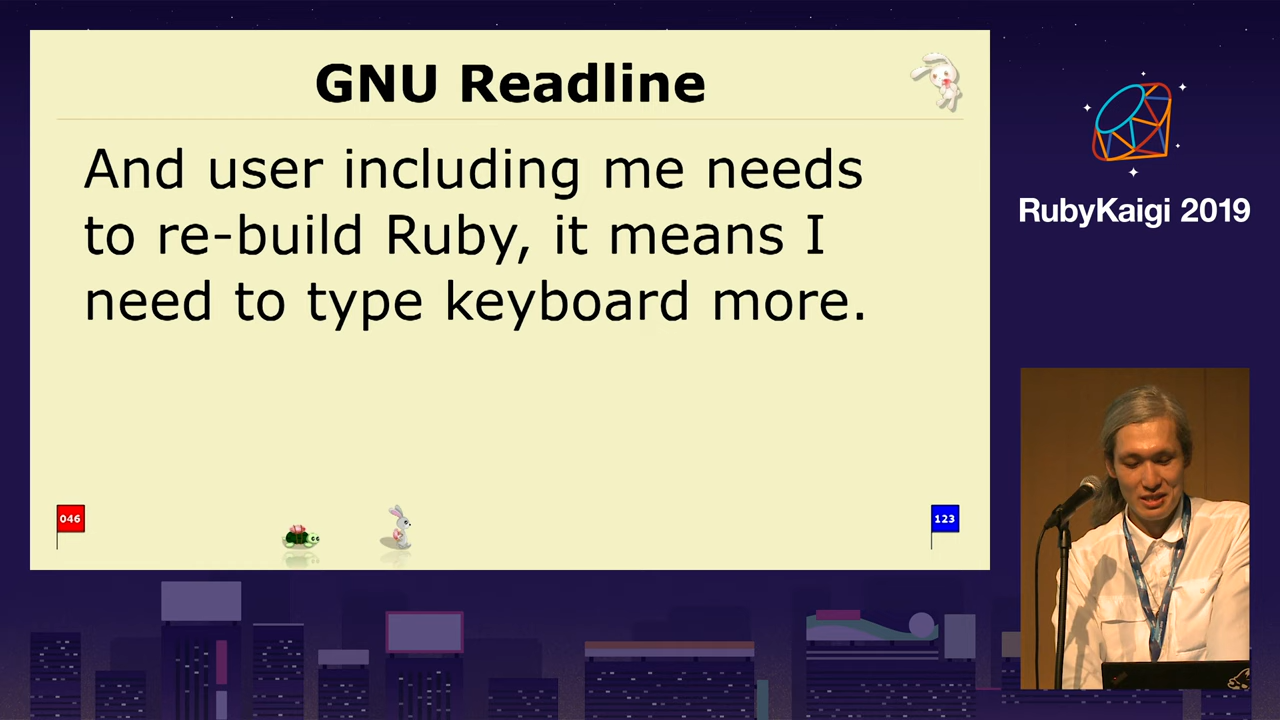 GNU Readline
And user including me needs
to re-build Ruby, it means I
need to type keyboard more.
046
123
RubyKaigi 2019